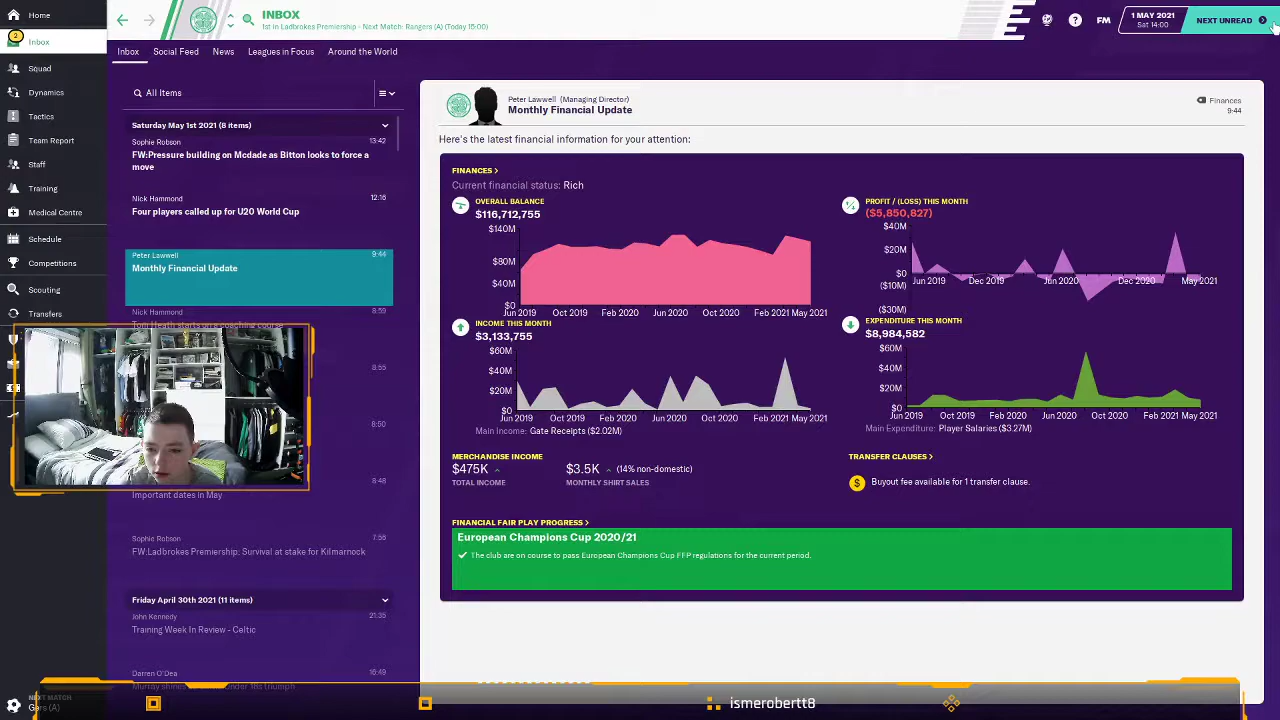 Home
INBOX
1st in Ladbrokes Premiership - Next Match: Rangers (A) (Today 15:00)
?
FM
1 MAY 2021
Sat 14:00
NEXT UNREAD
2
Inbox
Squad
Dynamics
Tactics
Team Report
Staff
Training
Medical Centre
Schedule
Competitions
Scouting
Transfers
NEXT MATCH
Inbox
Social Feed
News
Leagues in Focus
Around the World
All Items
Saturday May 1st 2021 (8 items)
Sophie Robson
13:42
FW:Pressure building on Mcdade as Bitton looks to force a
move
Nick Hammond
12:16
Four players called up for U20 World Cup
Peter Lawwell
9:44
Monthly Financial Update
Nick Hammond
8:59
Tom Heath starts on a coaching course
8:55
8:50
8:48
Important dates in May
Sophie Robson
7:56
FW:Ladbrokes Premiership: Survival at stake for Kilmarnock
Friday April 30th 2021 (11 items)
John Kennedy
21:35
Training Week In Review - Celtic
Darren O'Dea
16:49
Peter Lawwell (Managing Director)
Monthly Financial Update
Finances
9:44
Here's the latest financial information for your attention:
FINANCES >
Current financial status: Rich
OVERALL BALANCE
$116,712,755
$140M
$80M
$40M
$0
Jun 2019 Oct 2019 Feb 2020 Jun 2020 Oct 2020 Feb 2021 May 2021
PROFIT / (LOSS) THIS MONTH
($5,850,827)
$40M
$20M
$0
($10M)
($30M)
Jun 2019 Dec 2019 Jun 2020 Dec 2020 May 2021
INCOME THIS MONTH
$3,133,755
$60M
$40M
$20M
$0
Jun 2019 Oct 2019 Feb 2020 Jun 2020 Oct 2020 Feb 2021 May 2021
Main Income: Gate Receipts ($2.02M)
EXPENDITURE THIS MONTH
$8,984,582
$60M
$40M
$20M
$0
Jun 2019 Oct 2019 Feb 2020 Jun 2020 Oct 2020 Feb 2021 May 2021
Main Expenditure: Player Salaries ($3.27M)
MERCHANDISE INCOME
$475K
TOTAL INCOME
$3.5K (14% non-domestic)
MONTHLY SHIRT SALES
TRANSFER CLAUSES >
$ Buyout fee available for 1 transfer clause.
FINANCIAL FAIR PLAY PROGRESS >
European Champions Cup 2020/21
The club are on course to pass European Champions Cup FFP regulations for the current period.
ismerobertt8